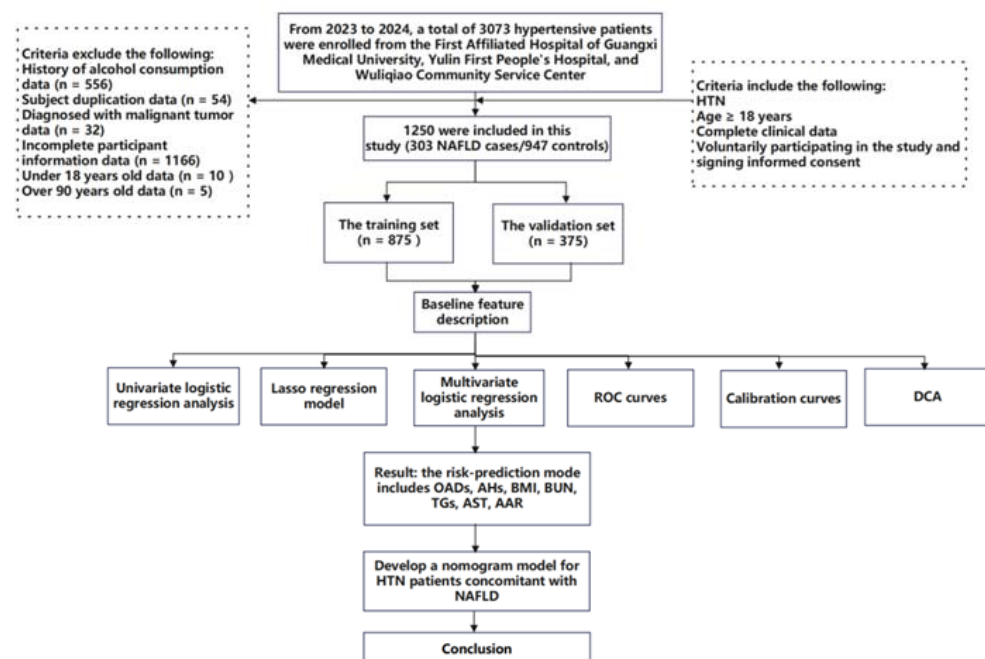 From 2023 to 2024, a total of 3073 hypertensive patients
were enrolled from the First Affiliated Hospital of Guangxi
Medical University, Yulin First People's Hospital, and
Wuliqiao Community Service Center
Criteria exclude the following:
History of alcohol consumption
data (n = 556)
Subject duplication data (n = 54)
Diagnosed with malignant tumor
data (n = 32)
Incomplete participant
information data (n = 1166)
Under 18 years old data (n = 10 )
Over 90 years old data (n = 5)
Criteria include the following:
HTN
Age ≥ 18 years
Complete clinical data
Voluntarily participating in the study and
signing informed consent
1250 were included in this
study (303 NAFLD cases/947 controls)
The training set
(n = 875 )
The validation set
(n = 375)
Baseline feature
description
Univariate logistic
regression analysis
Lasso regression
model
Multivariate
logistic regression
analysis
ROC curves
Calibration curves
DCA
Result: the risk-prediction mode
includes OADs, AHs, BMI, BUN,
TGs, AST, AAR
Develop a nomogram model for
HTN patients concomitant with
NAFLD
Conclusion